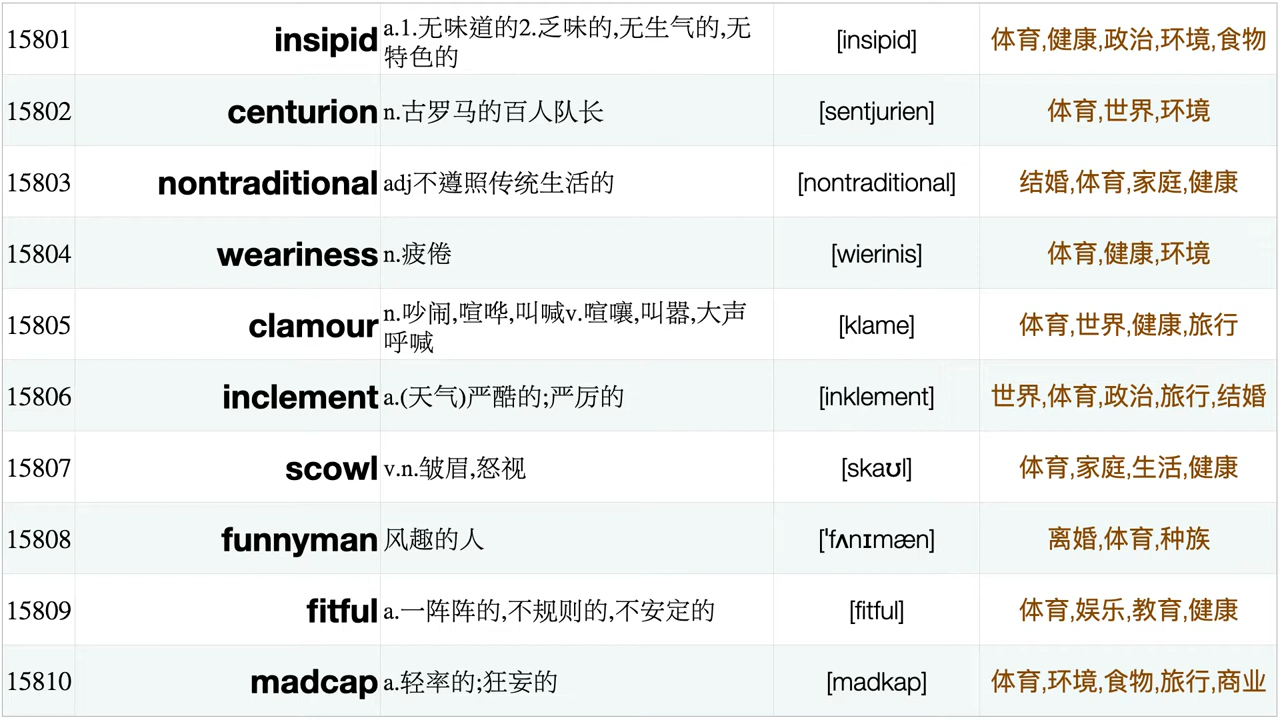 15801 insipid a.1.无味道的2.乏味的,无生气的,无特色的 [insipid] 体育,健康,政治,环境,食物
15802 centurion n.古罗马的百人队长 [sentjurien] 体育,世界,环境
15803 nontraditional adj不遵照传统生活的 [nontraditional] 结婚,体育,家庭,健康
15804 weariness n.疲倦 [wierinis] 体育,健康,环境
15805 clamour n.吵闹,喧哗,叫喊v.喧嚷,叫嚣,大声呼喊 [klame] 体育,世界,健康,旅行
15806 inclement a.(天气)严酷的;严厉的 [inklement] 世界,体育,政治,旅行,结婚
15807 scowl v.n.皱眉,怒视 [skaʊl] 体育,家庭,生活,健康
15808 funnyman 风趣的人 [ˈfʌnɪmæn] 离婚,体育,种族
15809 fitful a.一阵阵的,不规则的,不安定的 [fitful] 体育,娱乐,教育,健康
15810 madcap a.轻率的;狂妄的 [madkap] 体育,环境,食物,旅行,商业